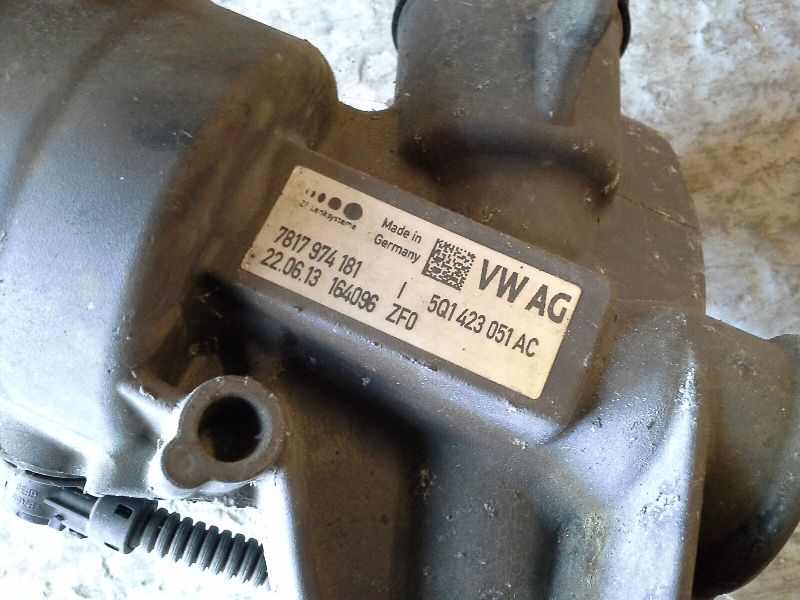 ZF Lenksysteme
Made in
Germany
VW AG
7817 974 181 I 5Q1 423 051 AC
22.06.13 164096 ZF0